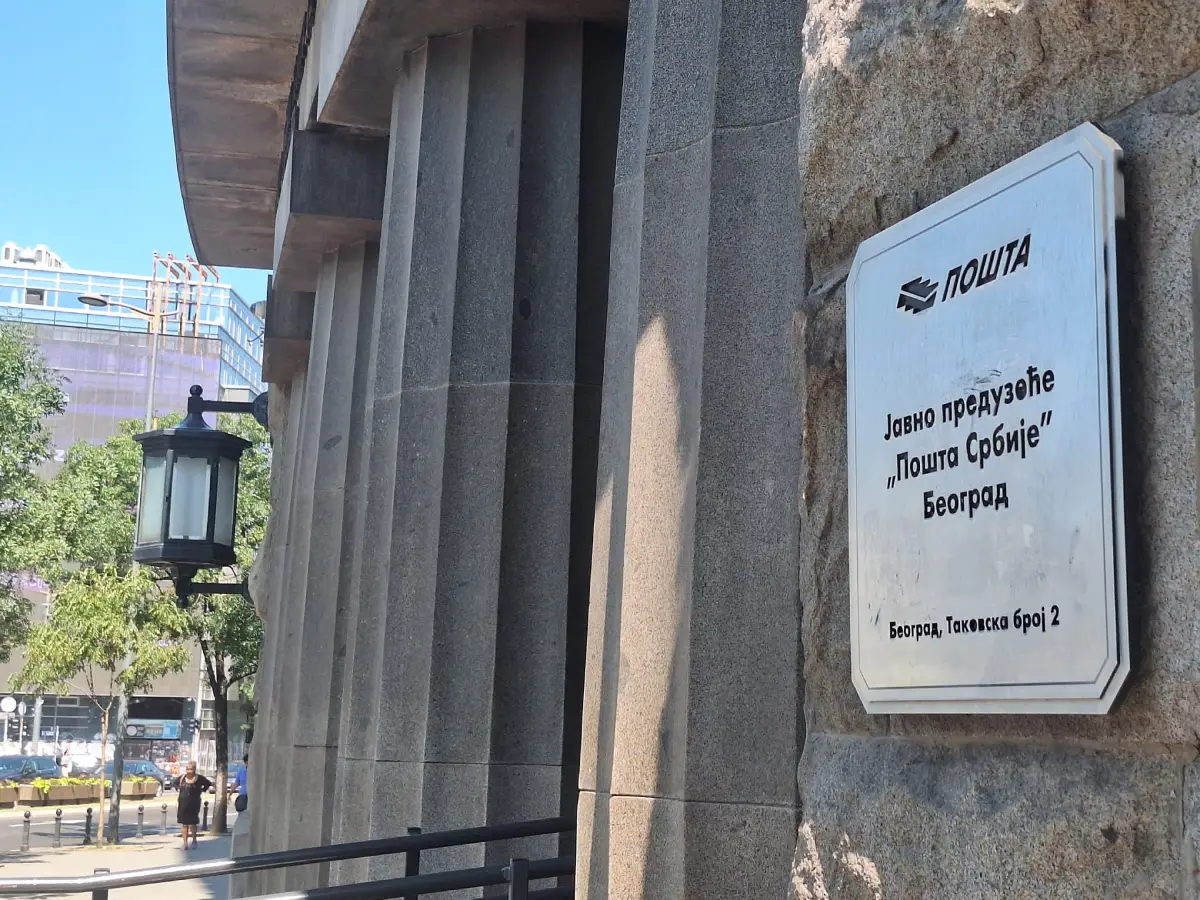 ПОШТА
Јавно предузеће
„Пошта Србије”
Београд
Београд, Таковска број 2